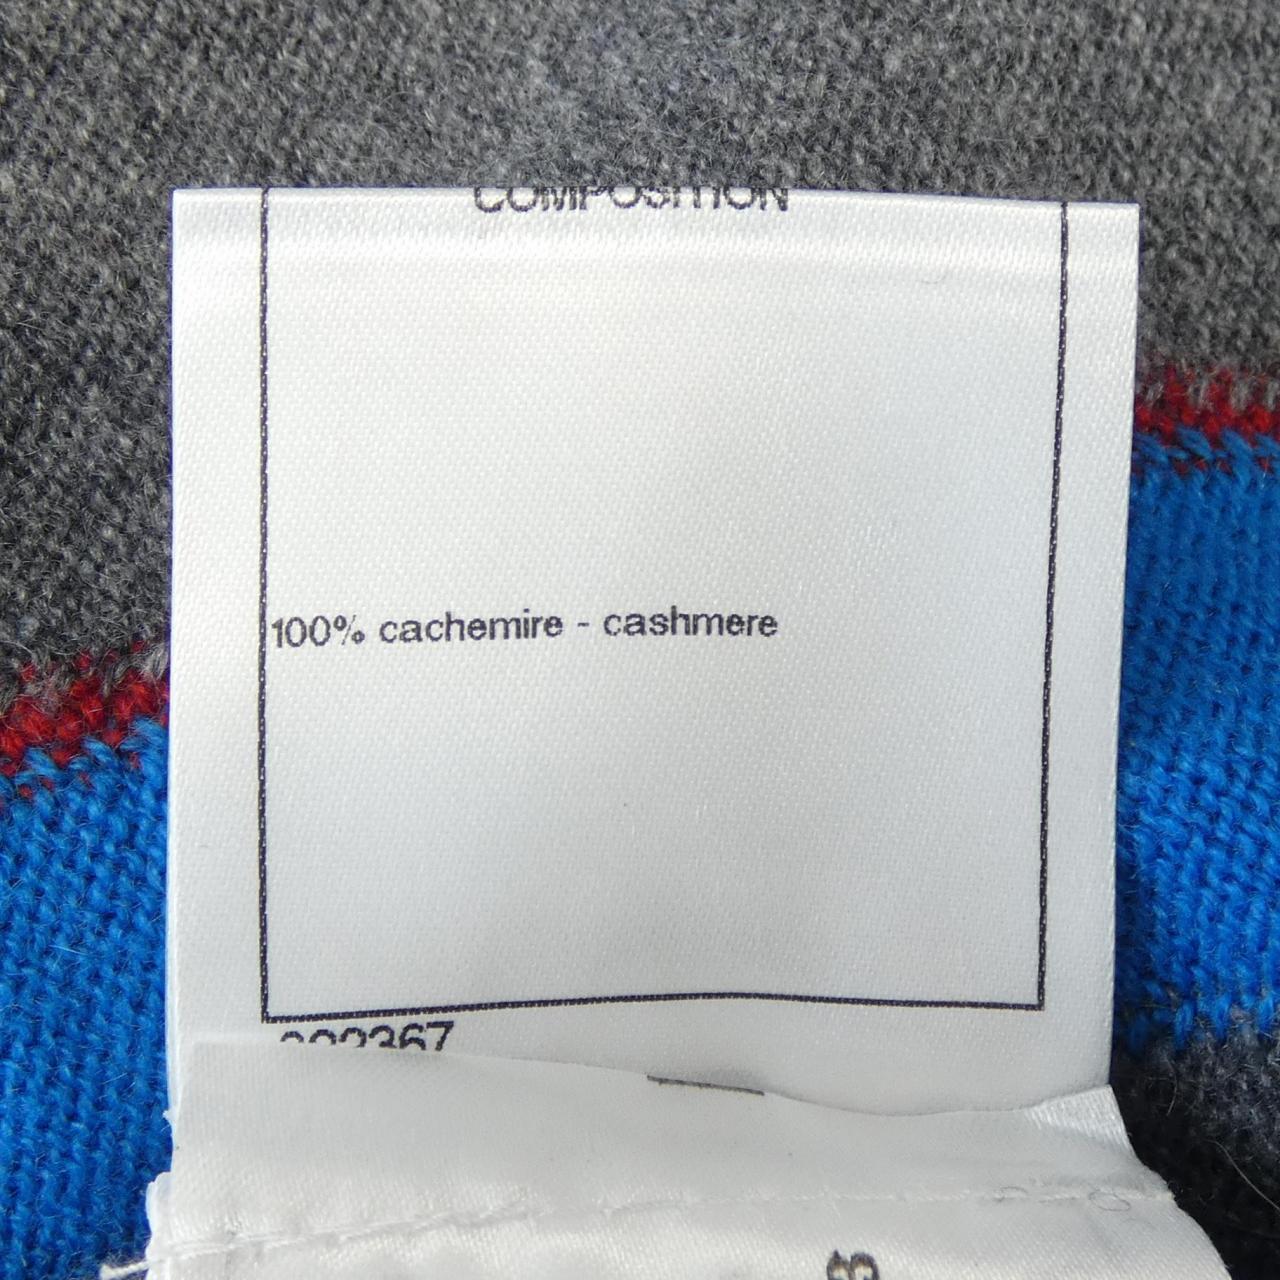 COMPOSITION
100% cachemire - cashmere